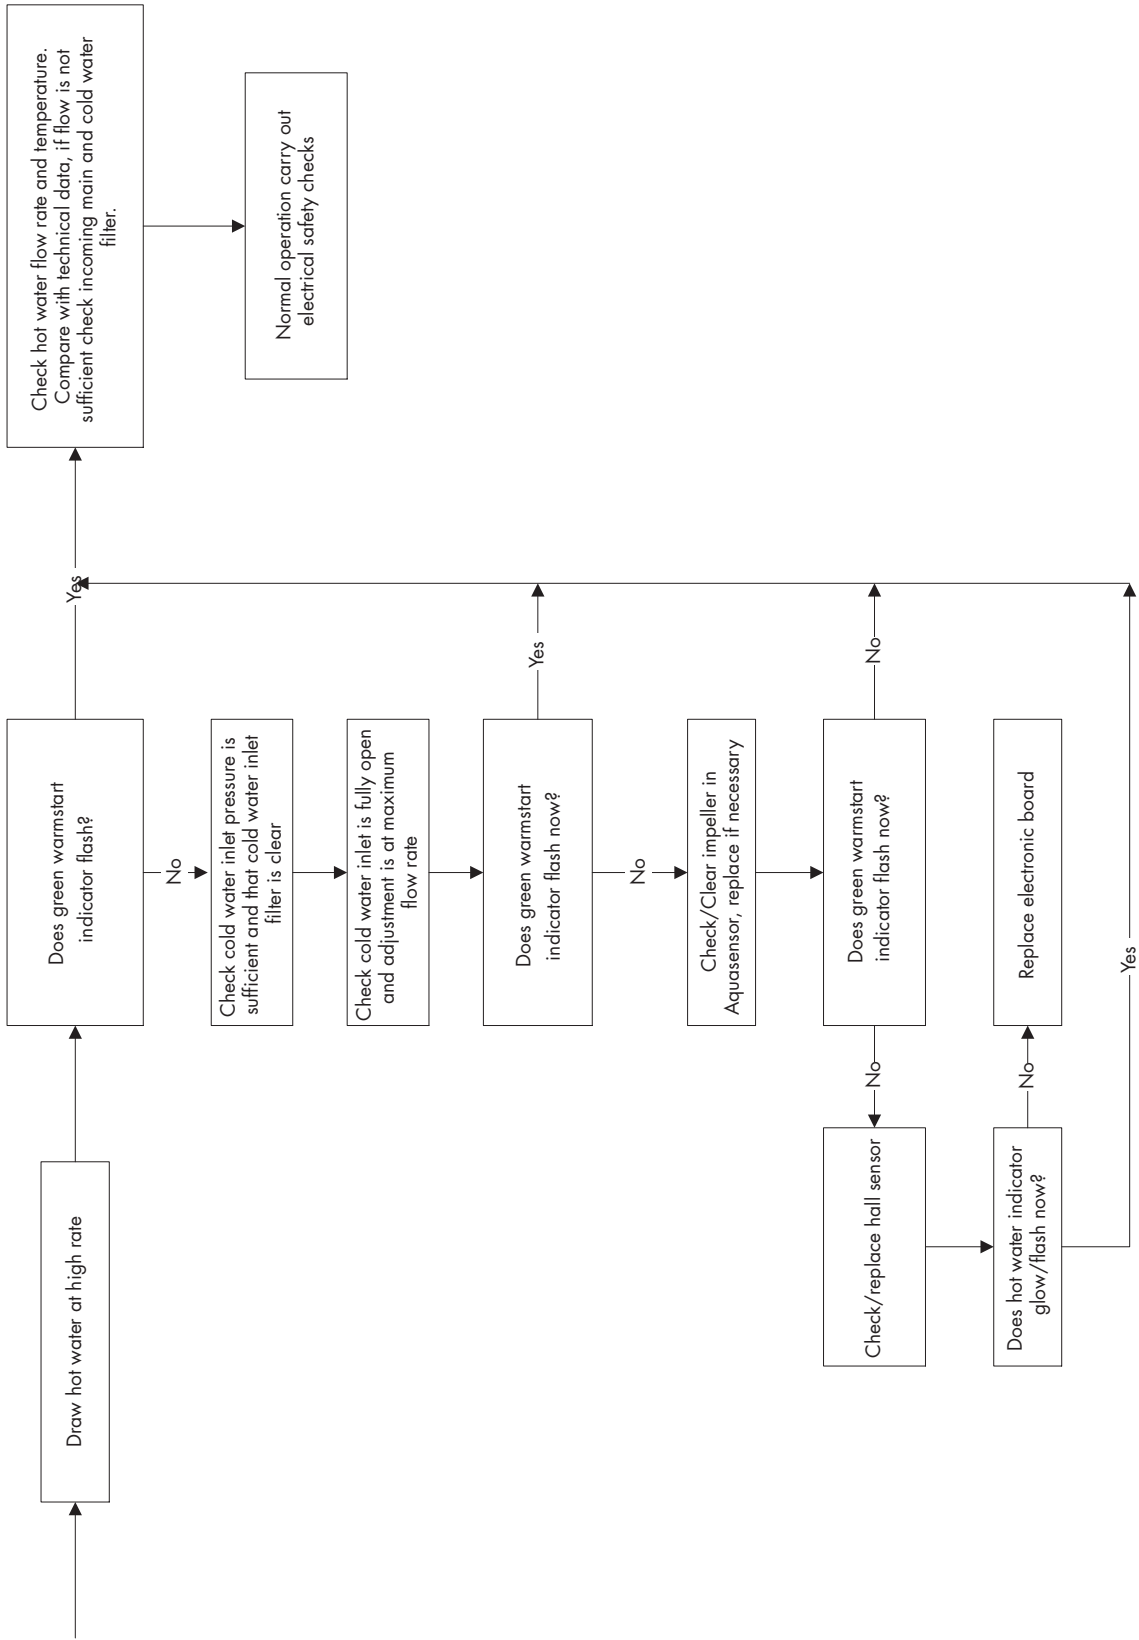 Draw hot water at high rate
Does green warmstart
indicator flash?
Yes
Check hot water flow rate and temperature.
Compare with technical data, if flow is not
sufficient check incoming main and cold water
filter.
Normal operation carry out
electrical safety checks
No
Check cold water inlet pressure is
sufficient and that cold water inlet
filter is clear
Check cold water inlet is fully open
and adjustment is at maximum
flow rate
Does green warmstart
indicator flash now?
Yes
No
Check/Clear impeller in
Aquasensor, replace if necessary
Does green warmstart
indicator flash now?
No
No
Check/replace hall sensor
Does hot water indicator
glow/flash now?
No
Replace electronic board
Yes